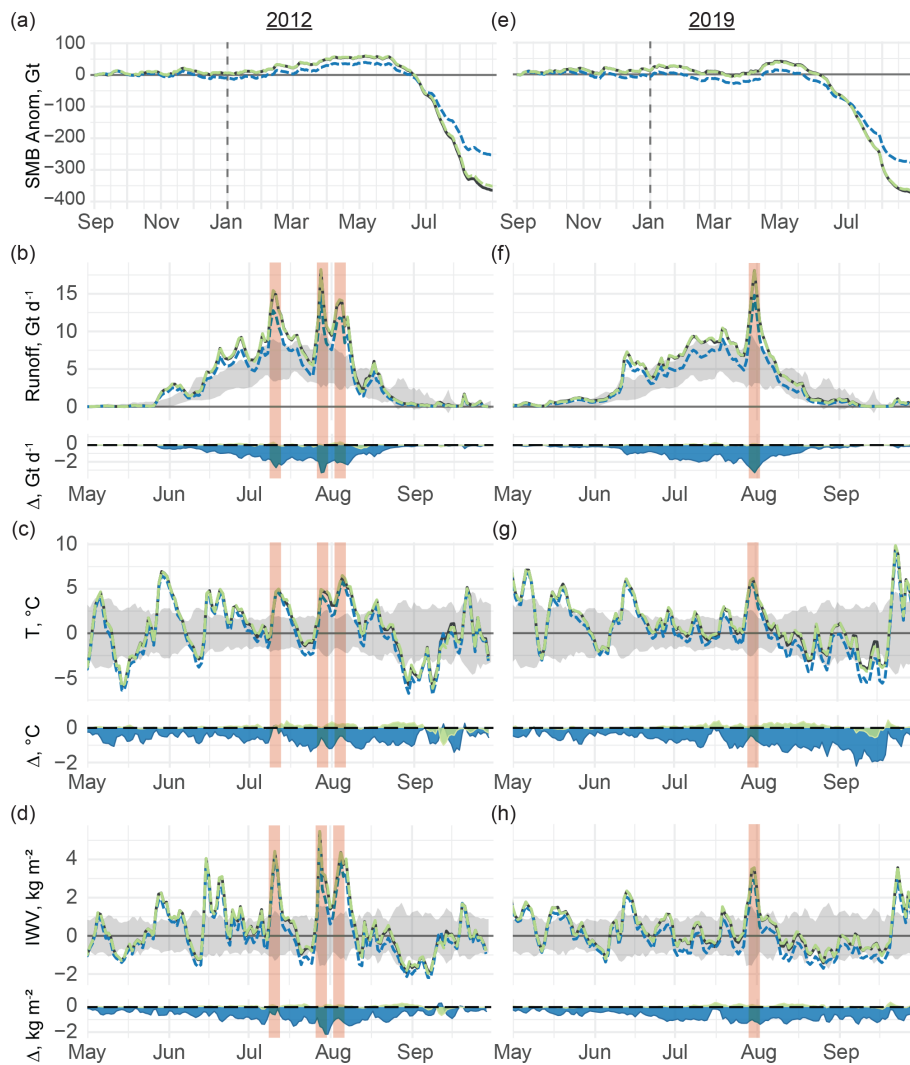 (a) 2012 (e) 2019
SMB Anom, Gt
100
0
−100
−200
−300
−400
Sep Nov Jan Mar May Jul
Sep Nov Jan Mar May Jul
(b) (f)
Runoff, Gt d⁻¹
15
10
5
0
Δ, Gt d⁻¹
0
−2
May Jun Jul Aug Sep
May Jun Jul Aug Sep
(c) (g)
T, °C
10
5
0
−5
Δ, °C
0
−2
May Jun Jul Aug Sep
May Jun Jul Aug Sep
(d) (h)
IWV, kg m⁻²
4
2
0
−2
Δ, kg m⁻²
0
−2
May Jun Jul Aug Sep
May Jun Jul Aug Sep